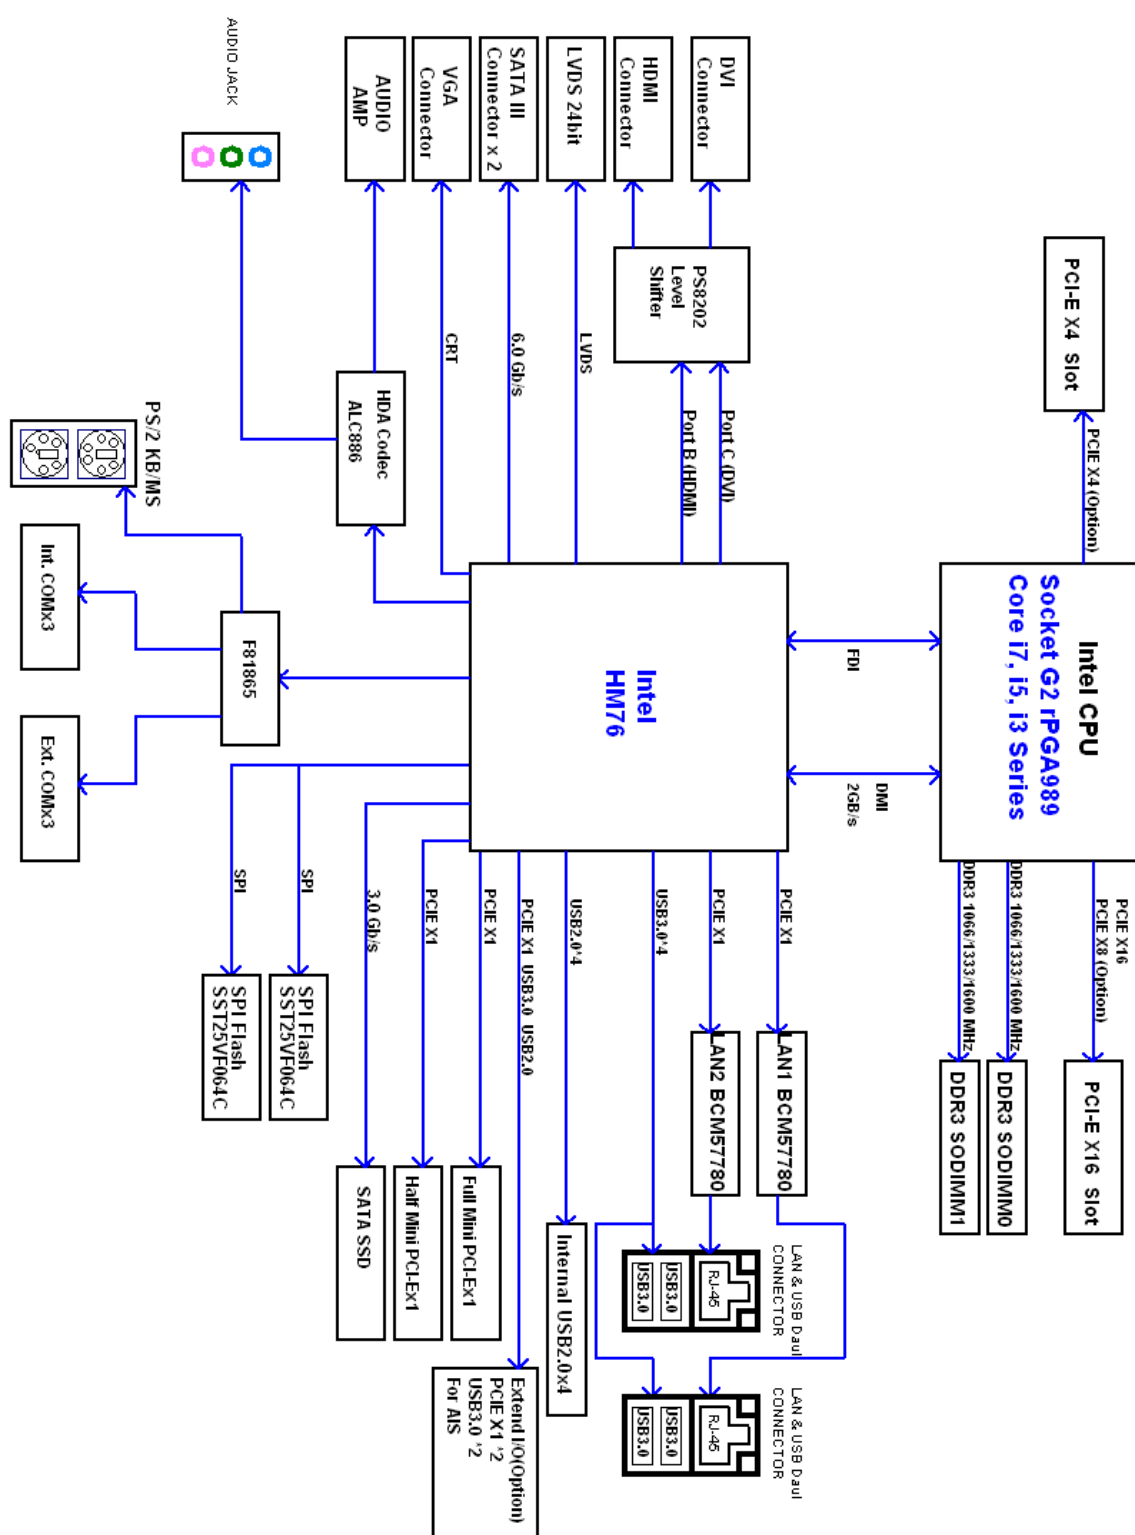 PCI-E X4 Slot
PCIE X4 (Option)
Intel CPU
Socket G2 rPGA989
Core i7, i5, i3 Series
PCIE X16
PCIE X8 (Option)
PCI-E X16 Slot
DDR3 1066/1333/1600 MHz
DDR3 SODIMM0
DDR3 1066/1333/1600 MHz
DDR3 SODIMM1
FDI
DMI
2GB/s
DVI
Connector
HDMI
Connector
LVDS 24bit
SATA III
Connector x 2
VGA
Connector
AUDIO
AMP
AUDIO JACK
PS8202
Level
Shifter
Port C (DVI)
Port B (HDMI)
LVDS
6.0 Gb/s
CRT
HDA Codec
ALC886
Intel
HM76
PCIE X1
LAN1 BCM57780
PCIE X1
LAN2 BCM57780
USB3.0*4
LAN & USB Daul
CONNECTOR
RJ-45
USB3.0
USB3.0
LAN & USB Daul
CONNECTOR
RJ-45
USB3.0
USB3.0
USB2.0*4
Internal USB2.0x4
PCIE X1 USB3.0 USB2.0
Extend I/O(Option)
PCIE X1 *2
USB3.0 *2
For AIS
PCIE X1
Full Mini PCI-Ex1
PCIE X1
Half Mini PCI-Ex1
3.0 Gb/s
SATA SSD
SPI
SPI Flash
SST25VF064C
SPI
SPI Flash
SST25VF064C
PS/2 KB/MS
F81865
Int. COMx3
Ext. COMx3